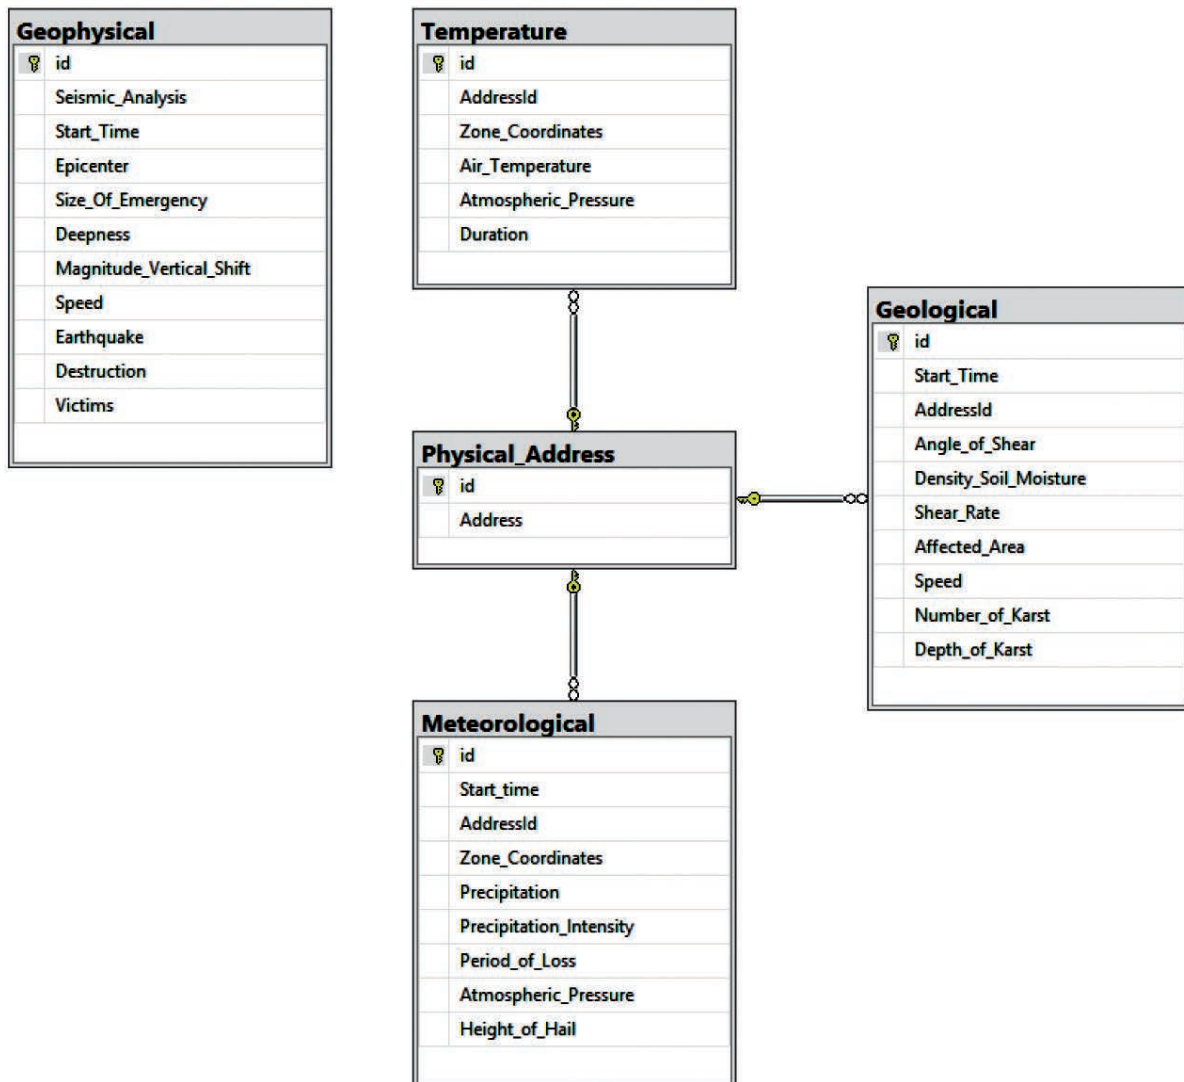 Geophysical
id
Seismic_Analysis
Start_Time
Epicenter
Size_Of_Emergency
Deepness
Magnitude_Vertical_Shift
Speed
Earthquake
Destruction
Victims
Temperature
id
AddressId
Zone_Coordinates
Air_Temperature
Atmospheric_Pressure
Duration
Physical_Address
id
Address
Geological
id
Start_Time
AddressId
Angle_of_Shear
Density_Soil_Moisture
Shear_Rate
Affected_Area
Speed
Number_of_Karst
Depth_of_Karst
Meteorological
id
Start_time
AddressId
Zone_Coordinates
Precipitation
Precipitation_Intensity
Period_of_Loss
Atmospheric_Pressure
Height_of_Hail